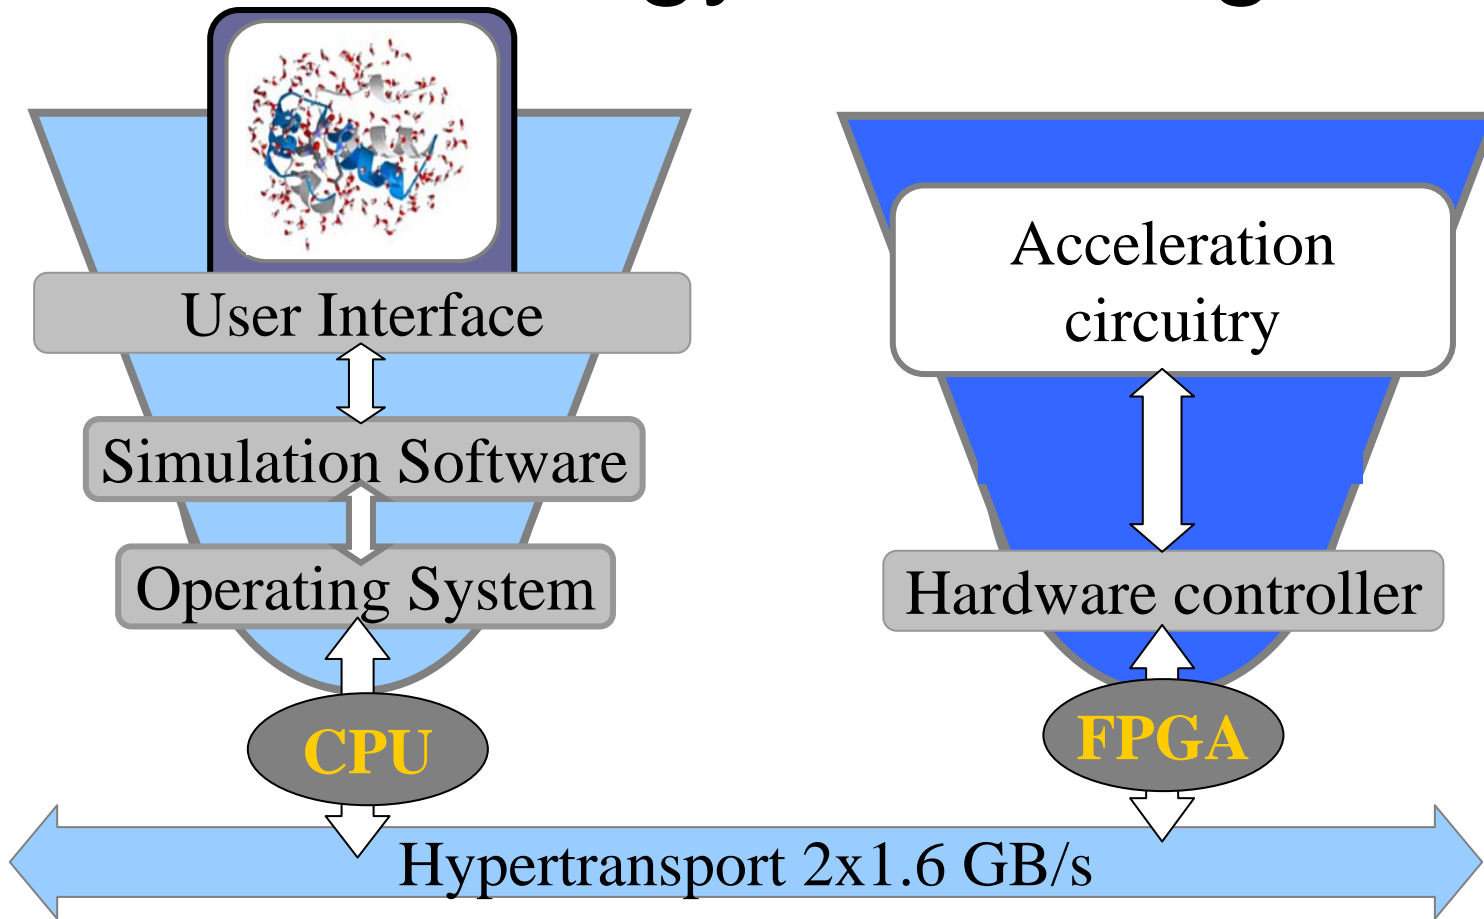 User Interface
Simulation Software
Operating System
CPU
Acceleration
circuitry
Hardware controller
FPGA
Hypertransport 2x1.6 GB/s